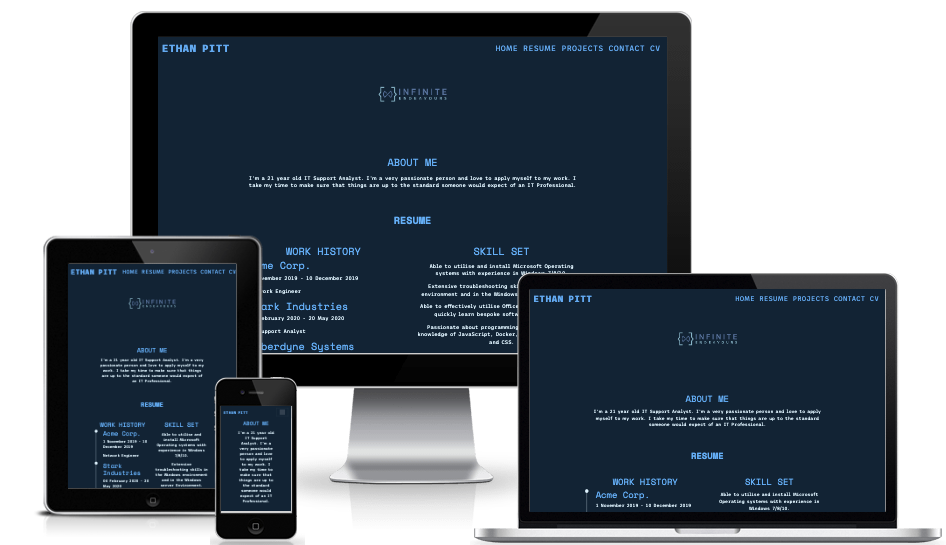 ETHAN PITT
HOME RESUME PROJECTS CONTACT CV
{∞} INFINITE
ENDEAVOURS
ABOUT ME
I'm a 21 year old IT Support Analyst. I'm a very passionate person and love to apply myself to my work. I
take my time to make sure that things are up to the standard someone would expect of an IT Professional.
RESUME
WORK HISTORY
me Corp.
vember 2019 - 10 December 2019
ork Engineer
ark Industries
ebruary 2020 - 20 May 2020
upport Analyst
berdyne Systems
SKILL SET
Able to utilise and install Microsoft Operating
systems with experience in Windows 7/8/10.
Extensive troubleshooting ski
environment and in the Windows
Able to effectively utilise Offic
quickly learn bespoke softw
Passionate about programming
knowledge of JavaScript, Docker,
and CSS.
ETHAN PITT
HOME RESUME PROJECTS CONTACT CV
INFINITE
ENDEAVOURS
ABOUT ME
I'm a 21 year old IT Support Analyst. I'm a very
passionate person and love to apply myself to my
work. I take my time to make sure that things
are up to the standard someone would expect of
an IT Professional.
RESUME
WORK HISTORY
Acme Corp.
1 November 2019 - 10
December 2019
Network Engineer
Stark
Industries
03 February 2020 - 20
May 2020
SKILL SET
Able to utilise and
install Microsoft
Operating systems with
experience in Windows
7/8/10.
Extensive
troubleshooting skills in
the Windows environment
and in the Windows
server Environment.
ETHAN PITT
ABOUT ME
I'm a 21 year old
IT Support
Analyst. I'm a
very passionate
person and love
to apply myself
to my work. I
take my time to
make sure that
things are up to
the standard
someone would
expect of an IT
Professional.
ETHAN PITT
HOME RESUME PROJECTS CONTACT CV
INFINITE
ENDEAVOURS
ABOUT ME
I'm a 21 year old IT Support Analyst. I'm a very passionate person and love to apply
myself to my work. I take my time to make sure that things are up to the standard
someone would expect of an IT Professional.
RESUME
WORK HISTORY
Acme Corp.
1 November 2019 - 10 December 2019
SKILL SET
Able to utilise and install Microsoft
Operating systems with experience in
Windows 7/8/10.